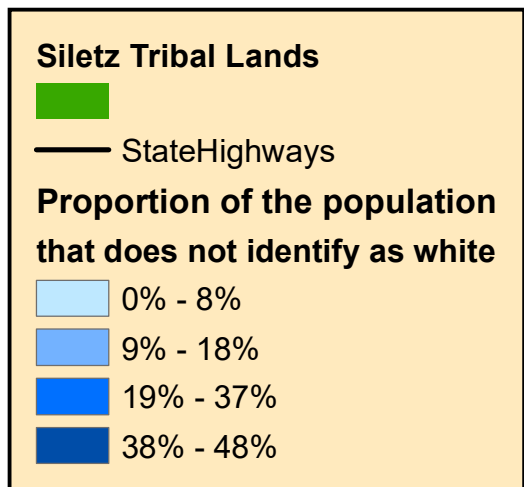 Siletz Tribal Lands
StateHighways
Proportion of the population
that does not identify as white
0% - 8%
9% - 18%
19% - 37%
38% - 48%